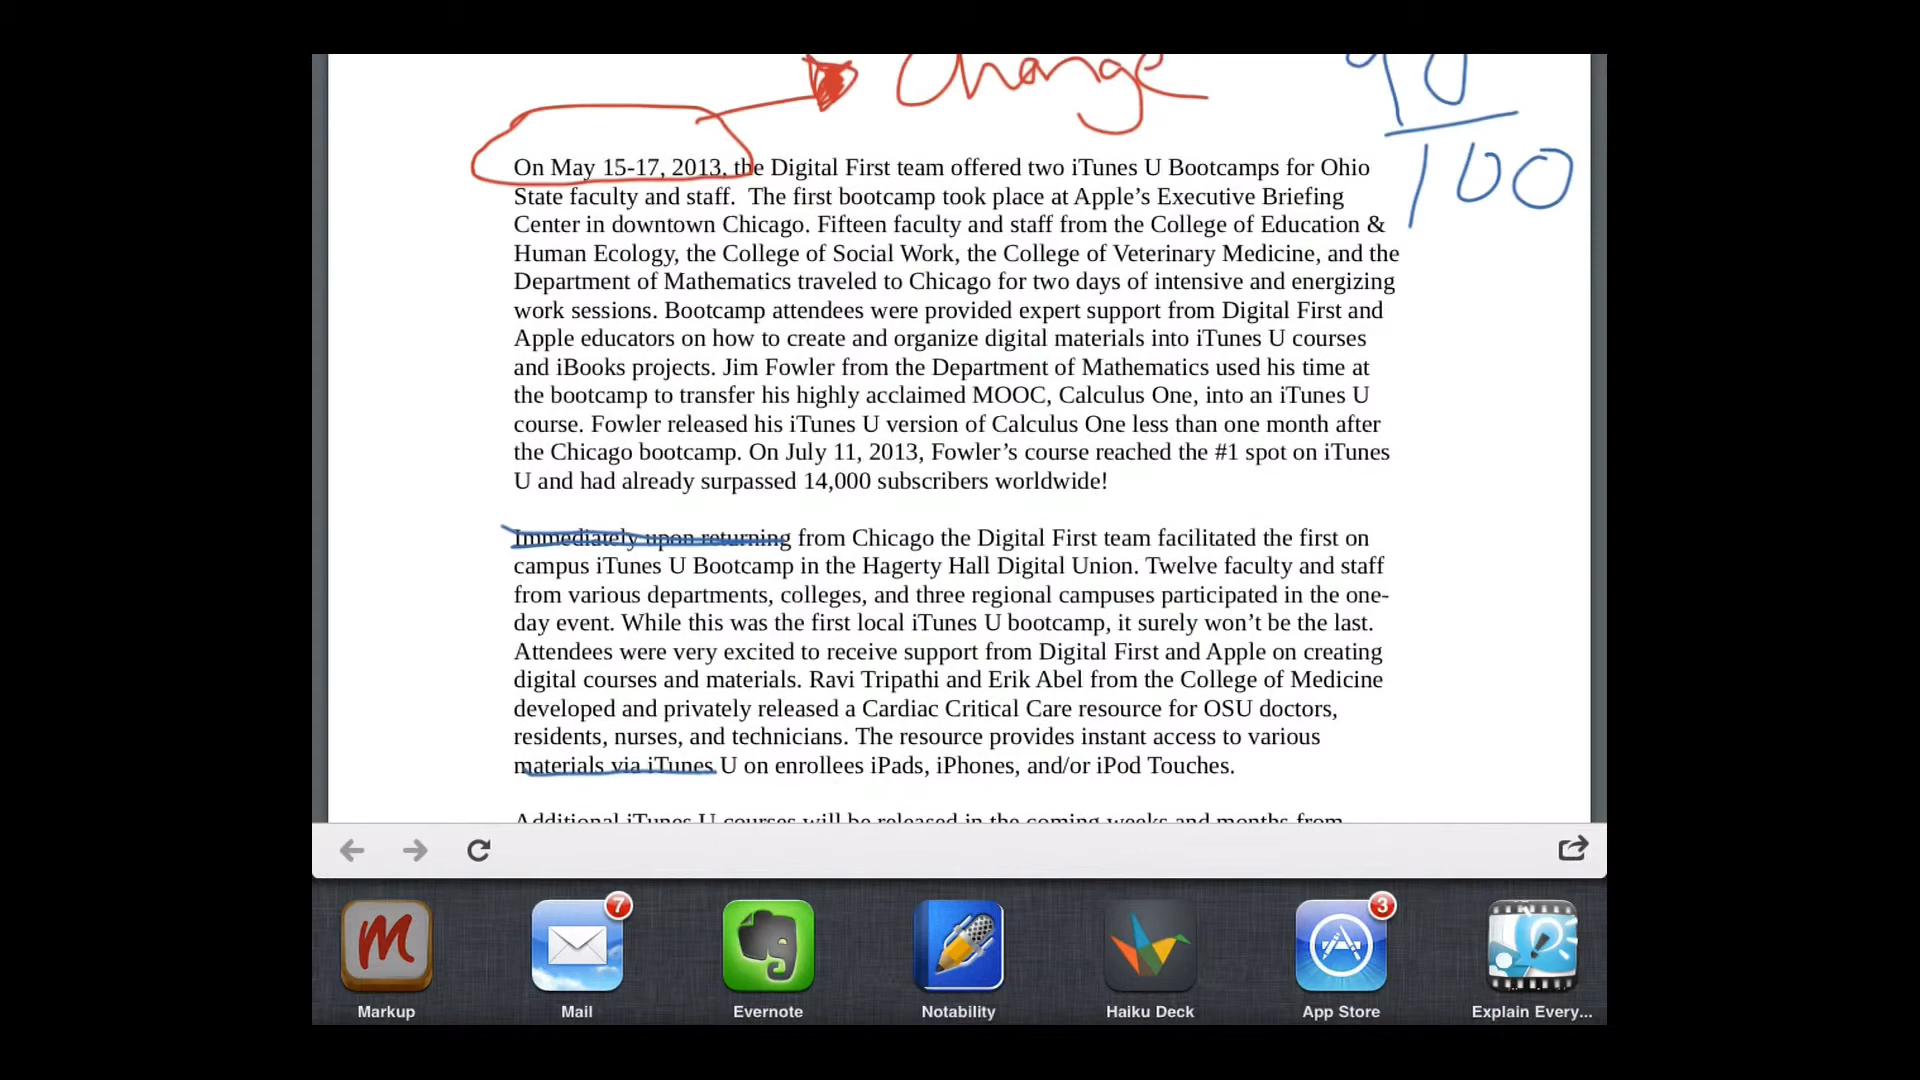 Change
90
100
On May 15-17, 2013, the Digital First team offered two iTunes U Bootcamps for Ohio
State faculty and staff.  The first bootcamp took place at Apple’s Executive Briefing
Center in downtown Chicago. Fifteen faculty and staff from the College of Education &
Human Ecology, the College of Social Work, the College of Veterinary Medicine, and the
Department of Mathematics traveled to Chicago for two days of intensive and energizing
work sessions. Bootcamp attendees were provided expert support from Digital First and
Apple educators on how to create and organize digital materials into iTunes U courses
and iBooks projects. Jim Fowler from the Department of Mathematics used his time at
the bootcamp to transfer his highly acclaimed MOOC, Calculus One, into an iTunes U
course. Fowler released his iTunes U version of Calculus One less than one month after
the Chicago bootcamp. On July 11, 2013, Fowler’s course reached the #1 spot on iTunes
U and had already surpassed 14,000 subscribers worldwide!
Immediately upon returning from Chicago the Digital First team facilitated the first on
campus iTunes U Bootcamp in the Hagerty Hall Digital Union. Twelve faculty and staff
from various departments, colleges, and three regional campuses participated in the one-
day event. While this was the first local iTunes U bootcamp, it surely won’t be the last.
Attendees were very excited to receive support from Digital First and Apple on creating
digital courses and materials. Ravi Tripathi and Erik Abel from the College of Medicine
developed and privately released a Cardiac Critical Care resource for OSU doctors,
residents, nurses, and technicians. The resource provides instant access to various
materials via iTunes U on enrollees iPads, iPhones, and/or iPod Touches.
Additional iTunes U courses will be released in the coming weeks and months from
7
3
Markup
Mail
Evernote
Notability
Haiku Deck
App Store
Explain Every...